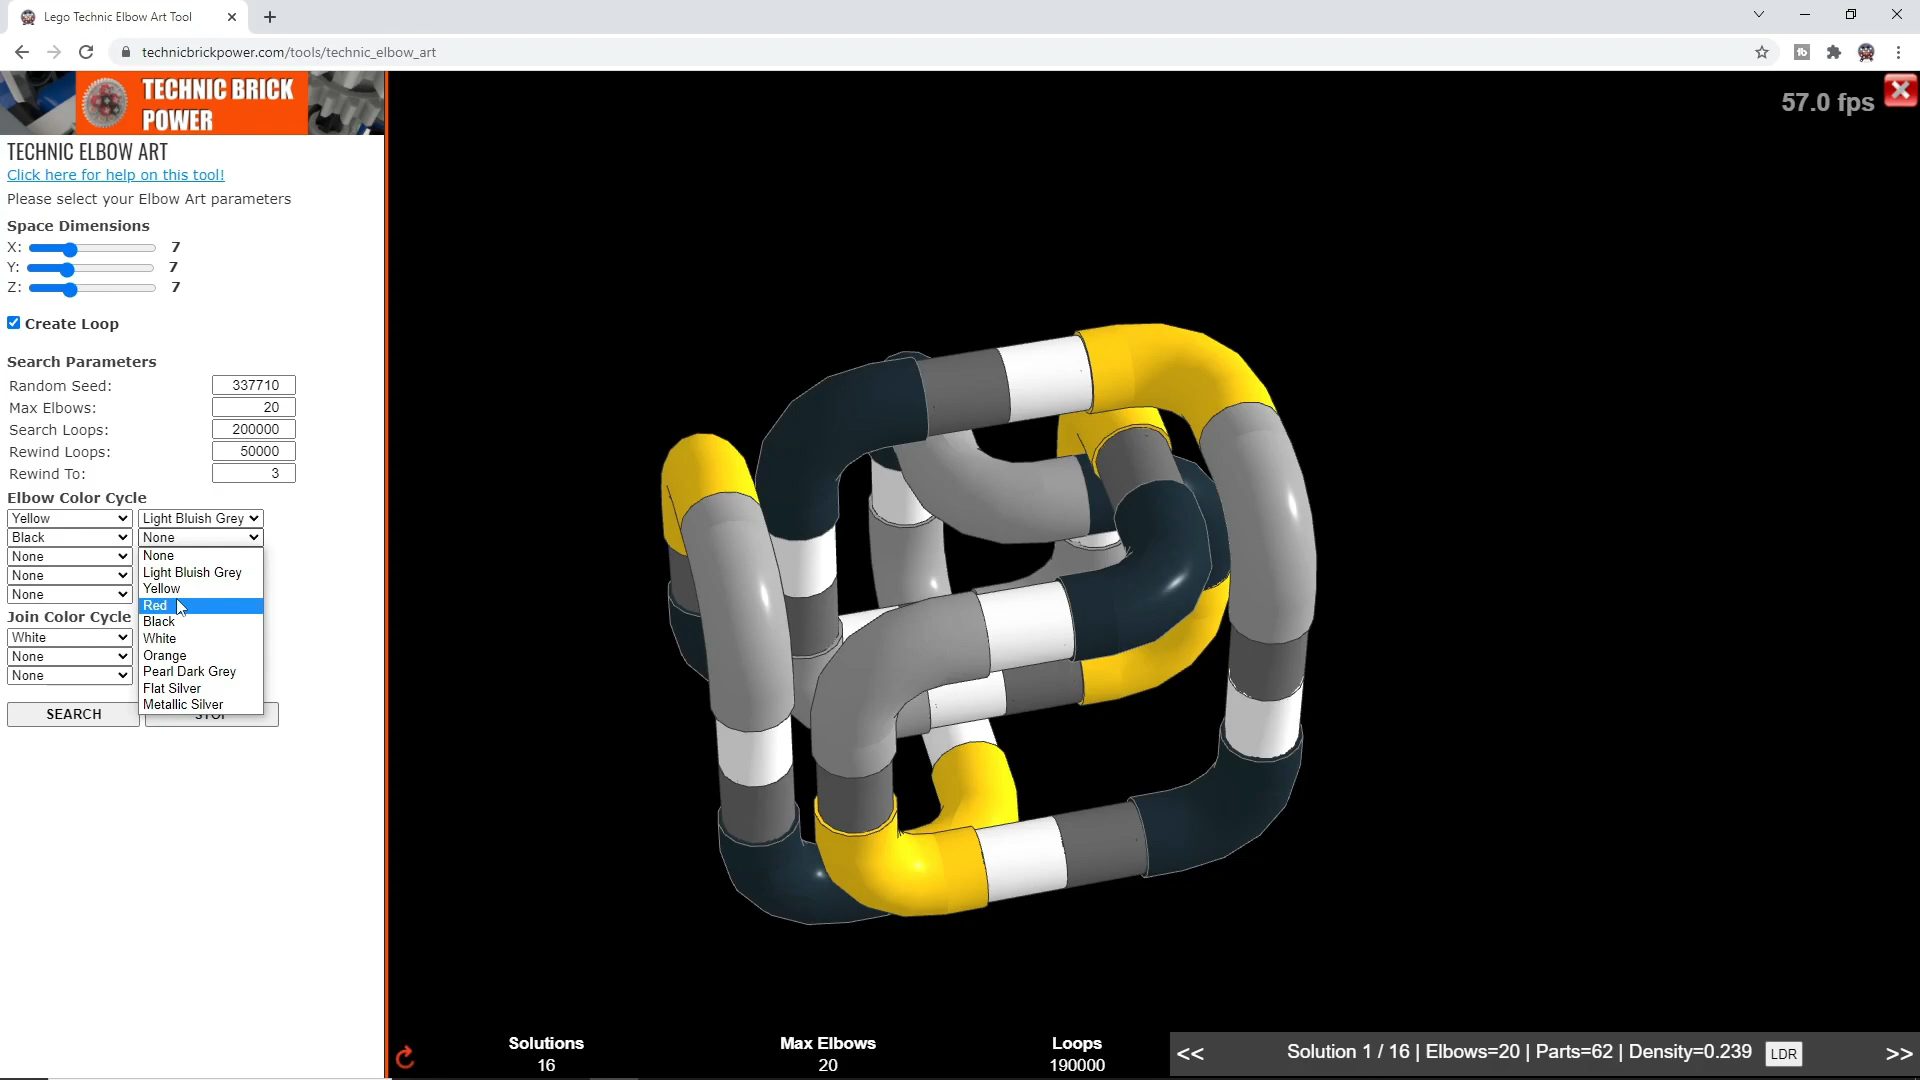 Lego Technic Elbow Art Tool
technicbrickpower.com/tools/technic_elbow_art
TECHNIC BRICK
POWER
57.0 fps
TECHNIC ELBOW ART
Click here for help on this tool!
Please select your Elbow Art parameters
Space Dimensions
X: 7
Y: 7
Z: 7
Create Loop
Search Parameters
Random Seed: 337710
Max Elbows: 20
Search Loops: 200000
Rewind Loops: 50000
Rewind To: 3
Elbow Color Cycle
Yellow Light Bluish Grey
Black None
None
None
None
None
Light Bluish Grey
Yellow
Red
Black
White
Orange
Pearl Dark Grey
Flat Silver
Metallic Silver
Join Color Cycle
White
None
None
SEARCH STOP
Solutions Max Elbows Loops
16 20 190000
<< Solution 1 / 16 | Elbows=20 | Parts=62 | Density=0.239 LDR >>